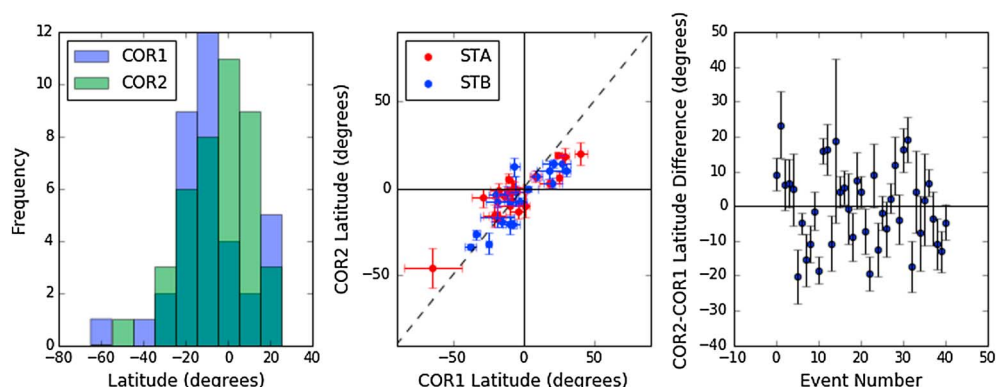 12
10
8
6
4
2
0
Frequency
COR1
COR2
−80 −60 −40 −20 0 20 40
Latitude (degrees)
50
0
−50
COR2 Latitude (degrees)
STA
STB
−50 0 50
COR1 Latitude (degrees)
50
40
30
20
10
0
−10
−20
−30
−40
COR2-COR1 Latitude Difference (degrees)
−10 0 10 20 30 40 50
Event Number